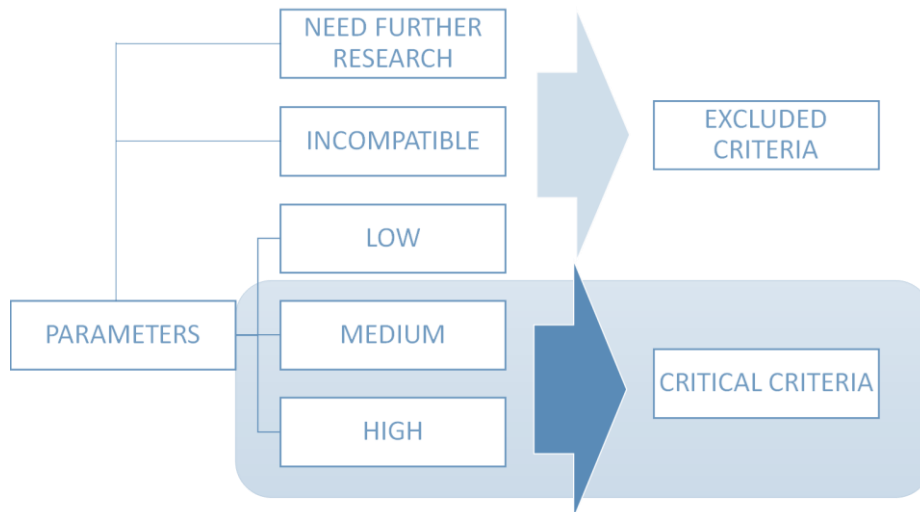 NEED FURTHER
RESEARCH
INCOMPATIBLE
EXCLUDED
CRITERIA
LOW
PARAMETERS
MEDIUM
HIGH
CRITICAL CRITERIA